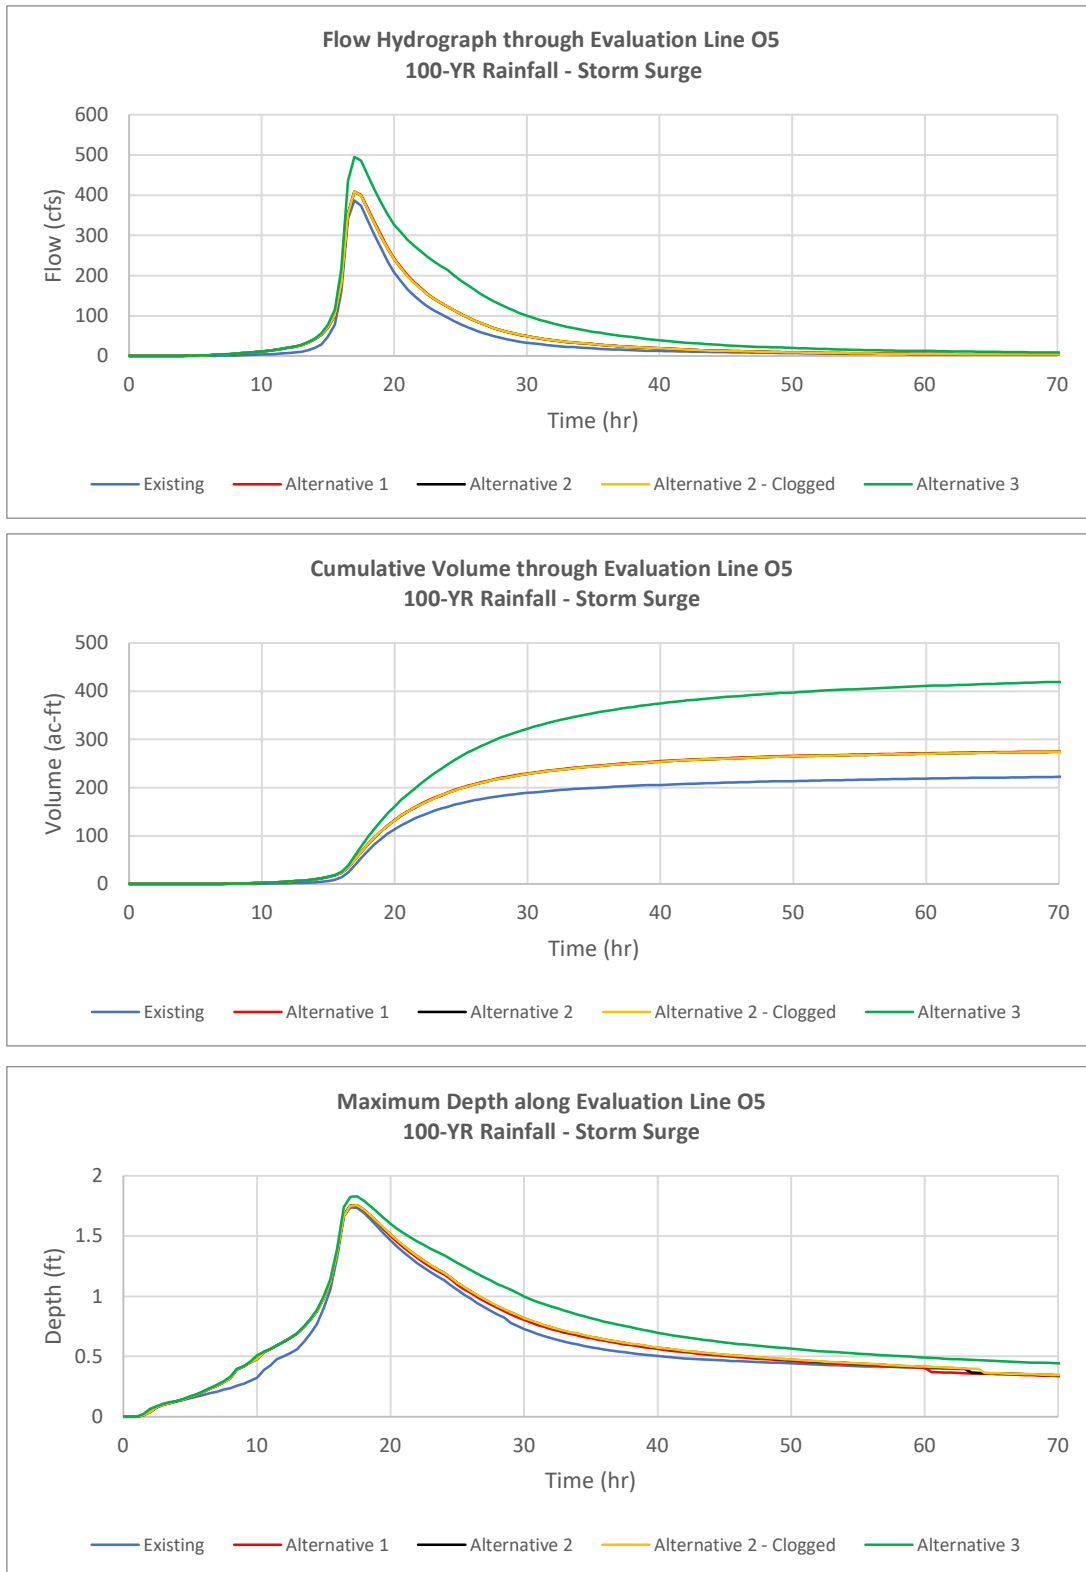 Flow Hydrograph through Evaluation Line O5
100-YR Rainfall - Storm Surge
600
500
400
300
200
100
0
Flow (cfs)
0 10 20 30 40 50 60 70
Time (hr)
Existing Alternative 1 Alternative 2 Alternative 2 - Clogged Alternative 3
Cumulative Volume through Evaluation Line O5
100-YR Rainfall - Storm Surge
500
400
300
200
100
0
Volume (ac-ft)
0 10 20 30 40 50 60 70
Time (hr)
Existing Alternative 1 Alternative 2 Alternative 2 - Clogged Alternative 3
Maximum Depth along Evaluation Line O5
100-YR Rainfall - Storm Surge
2
1.5
1
0.5
0
Depth (ft)
0 10 20 30 40 50 60 70
Time (hr)
Existing Alternative 1 Alternative 2 Alternative 2 - Clogged Alternative 3